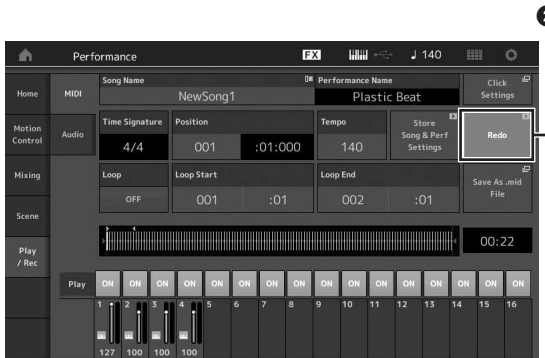 Performance
FX
♩ 140
Home
Motion Control
Mixing
Scene
Play / Rec
MIDI
Audio
Song Name
NewSong1
Performance Name
Plastic Beat
Click Settings
Time Signature
4/4
Position
001 :01:000
Tempo
140
Store Song & Perf Settings
Redo
Loop
OFF
Loop Start
001 :01
Loop End
002 :01
Save As .mid File
00:22
Play
ON ON ON ON ON ON ON ON ON ON ON ON ON ON ON ON
1 2 3 4 5 6 7 8 9 10 11 12 13 14 15 16
127 100 100 100